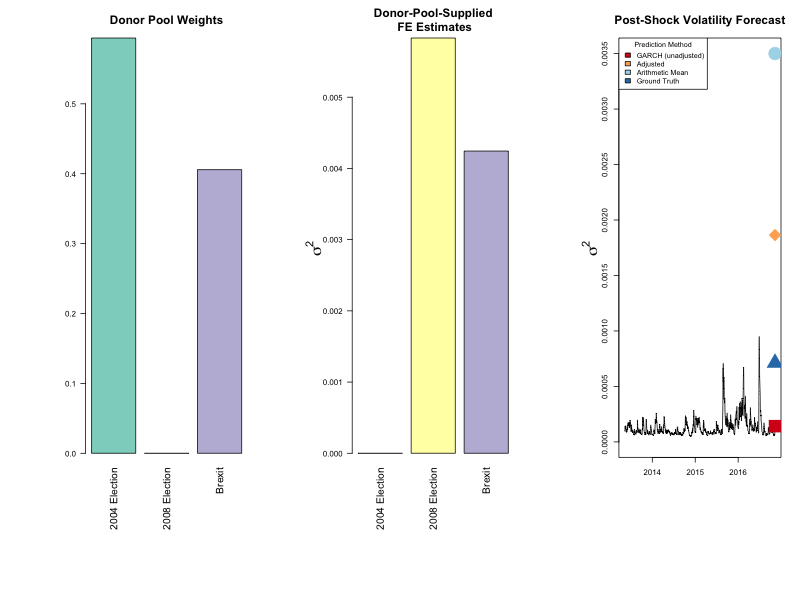 Donor Pool Weights
0.5
0.4
0.3
0.2
0.1
0.0
2004 Election
2008 Election
Brexit
Donor-Pool-Supplied
FE Estimates
σ²
0.005
0.004
0.003
0.002
0.001
0.000
2004 Election
2008 Election
Brexit
Post-Shock Volatility Forecast
σ²
0.0035
0.0030
0.0025
0.0020
0.0015
0.0010
0.0005
0.0000
Prediction Method
GARCH (unadjusted)
Adjusted
Arithmetic Mean
Ground Truth
2014
2015
2016